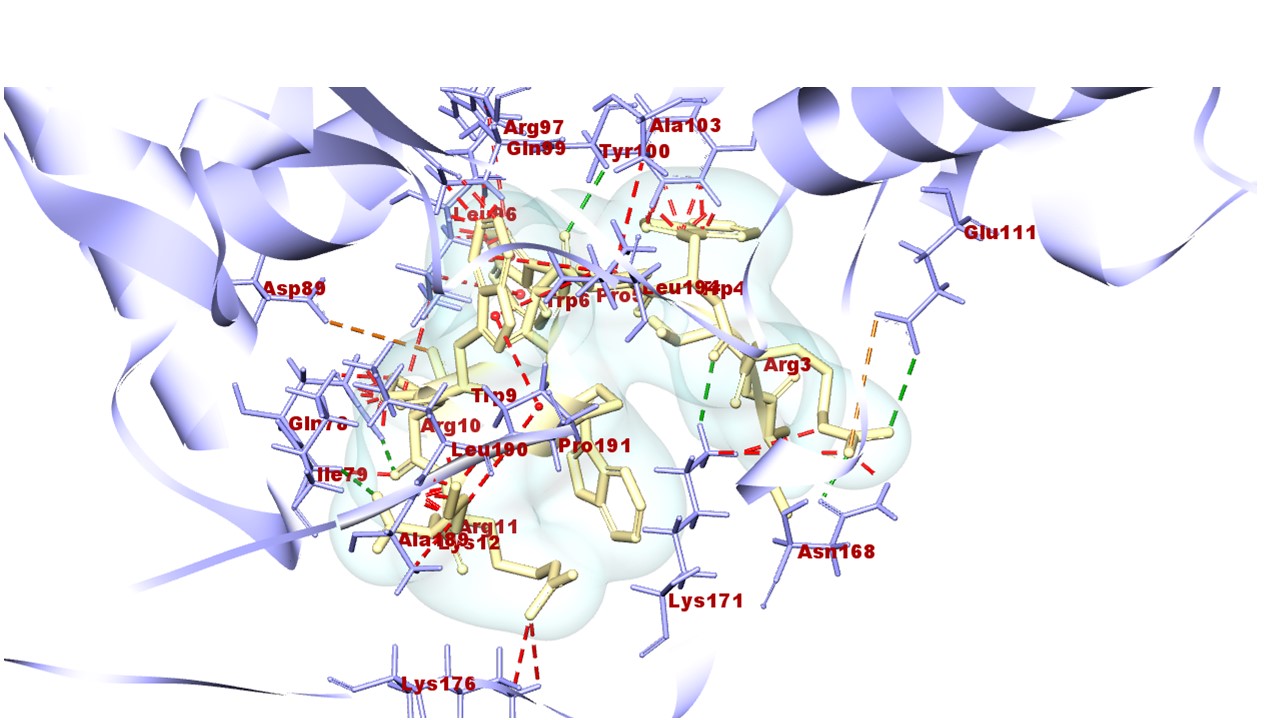 Arg97
Ala103
Gln99
Tyr100
Leu96
Glu111
Asp89
Trp6
Pro5
Leu194
Trp4
Arg3
Trp9
Gln78
Arg10
Leu190
Pro191
Ile79
Arg11
Ala189
Lys12
Asn168
Lys171
Lys176